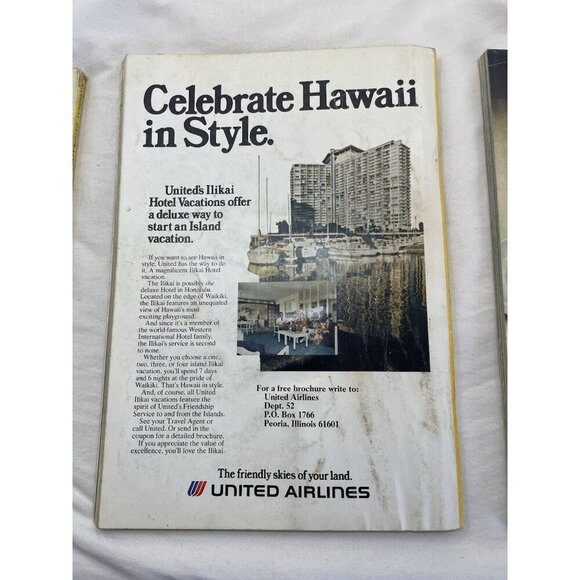 Celebrate Hawaii
in Style.
United's Ilikai
Hotel Vacations offer
a deluxe way to
start an Island
vacation.
If you want to see Hawaii in
style, United has the way to do
it. A magnificent Ilikai Hotel
vacation.
The Ilikai is possibly the
deluxe Hotel in Honolulu.
Located on the edge of Waikiki,
the Ilikai features an unequaled
view of Hawaii's most
exciting playground.
And since it's a member of
the world-famous Western
International Hotel family,
the Ilikai's service is second
to none.
Whether you choose a one,
two, three, or four island Ilikai
vacation, you'll spend 7 days
and 6 nights at the pride of
Waikiki. That's Hawaii in style.
And, of course, all United
Ilikai vacations feature the
spirit of United's Friendship
Service to and from the Islands.
See your Travel Agent or
call United. Or send in the
coupon for a detailed brochure.
If you appreciate the value of
excellence, you'll love the Ilikai.
For a free brochure write to:
United Airlines
Dept. 52
P.O. Box 1766
Peoria, Illinois 61601
The friendly skies of your land.
UNITED AIRLINES